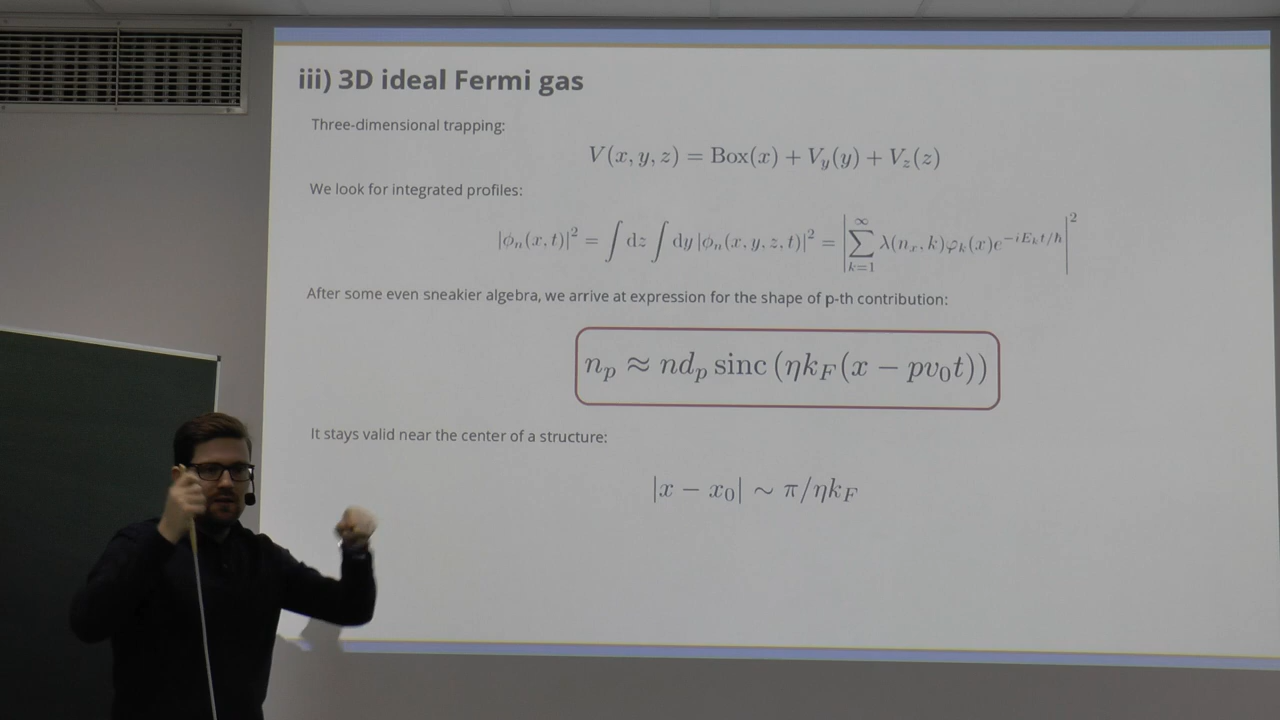 iii) 3D ideal Fermi gas
Three-dimensional trapping:
V(x, y, z) = Box(x) + V_y(y) + V_z(z)
We look for integrated profiles:
|ϕ_n(x, t)|² = ∫ dz ∫ dy |ϕ_n(x, y, z, t)|² = |∑_{k=1}^{∞} λ(n_x, k)φ_k(x)e^{−iE_k t/ℏ}|²
After some even sneakier algebra, we arrive at expression for the shape of p-th contribution:
n_p ≈ nd_p sinc (ηk_F(x − pv_0t))
It stays valid near the center of a structure:
|x − x_0| ∼ π/ηk_F